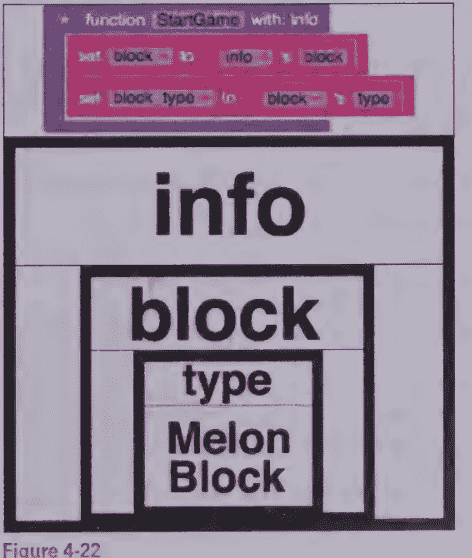 function StartGame with: info
set block to info 's block
set block type to block 's type
info
block
type
Melon
Block
Figure 4-22